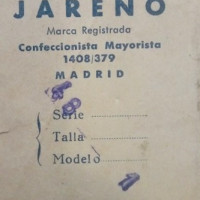 JAREÑO
Marca Registrada
Confeccionista Mayorista
1408/379
MADRID
Serie
Talla
Modelo